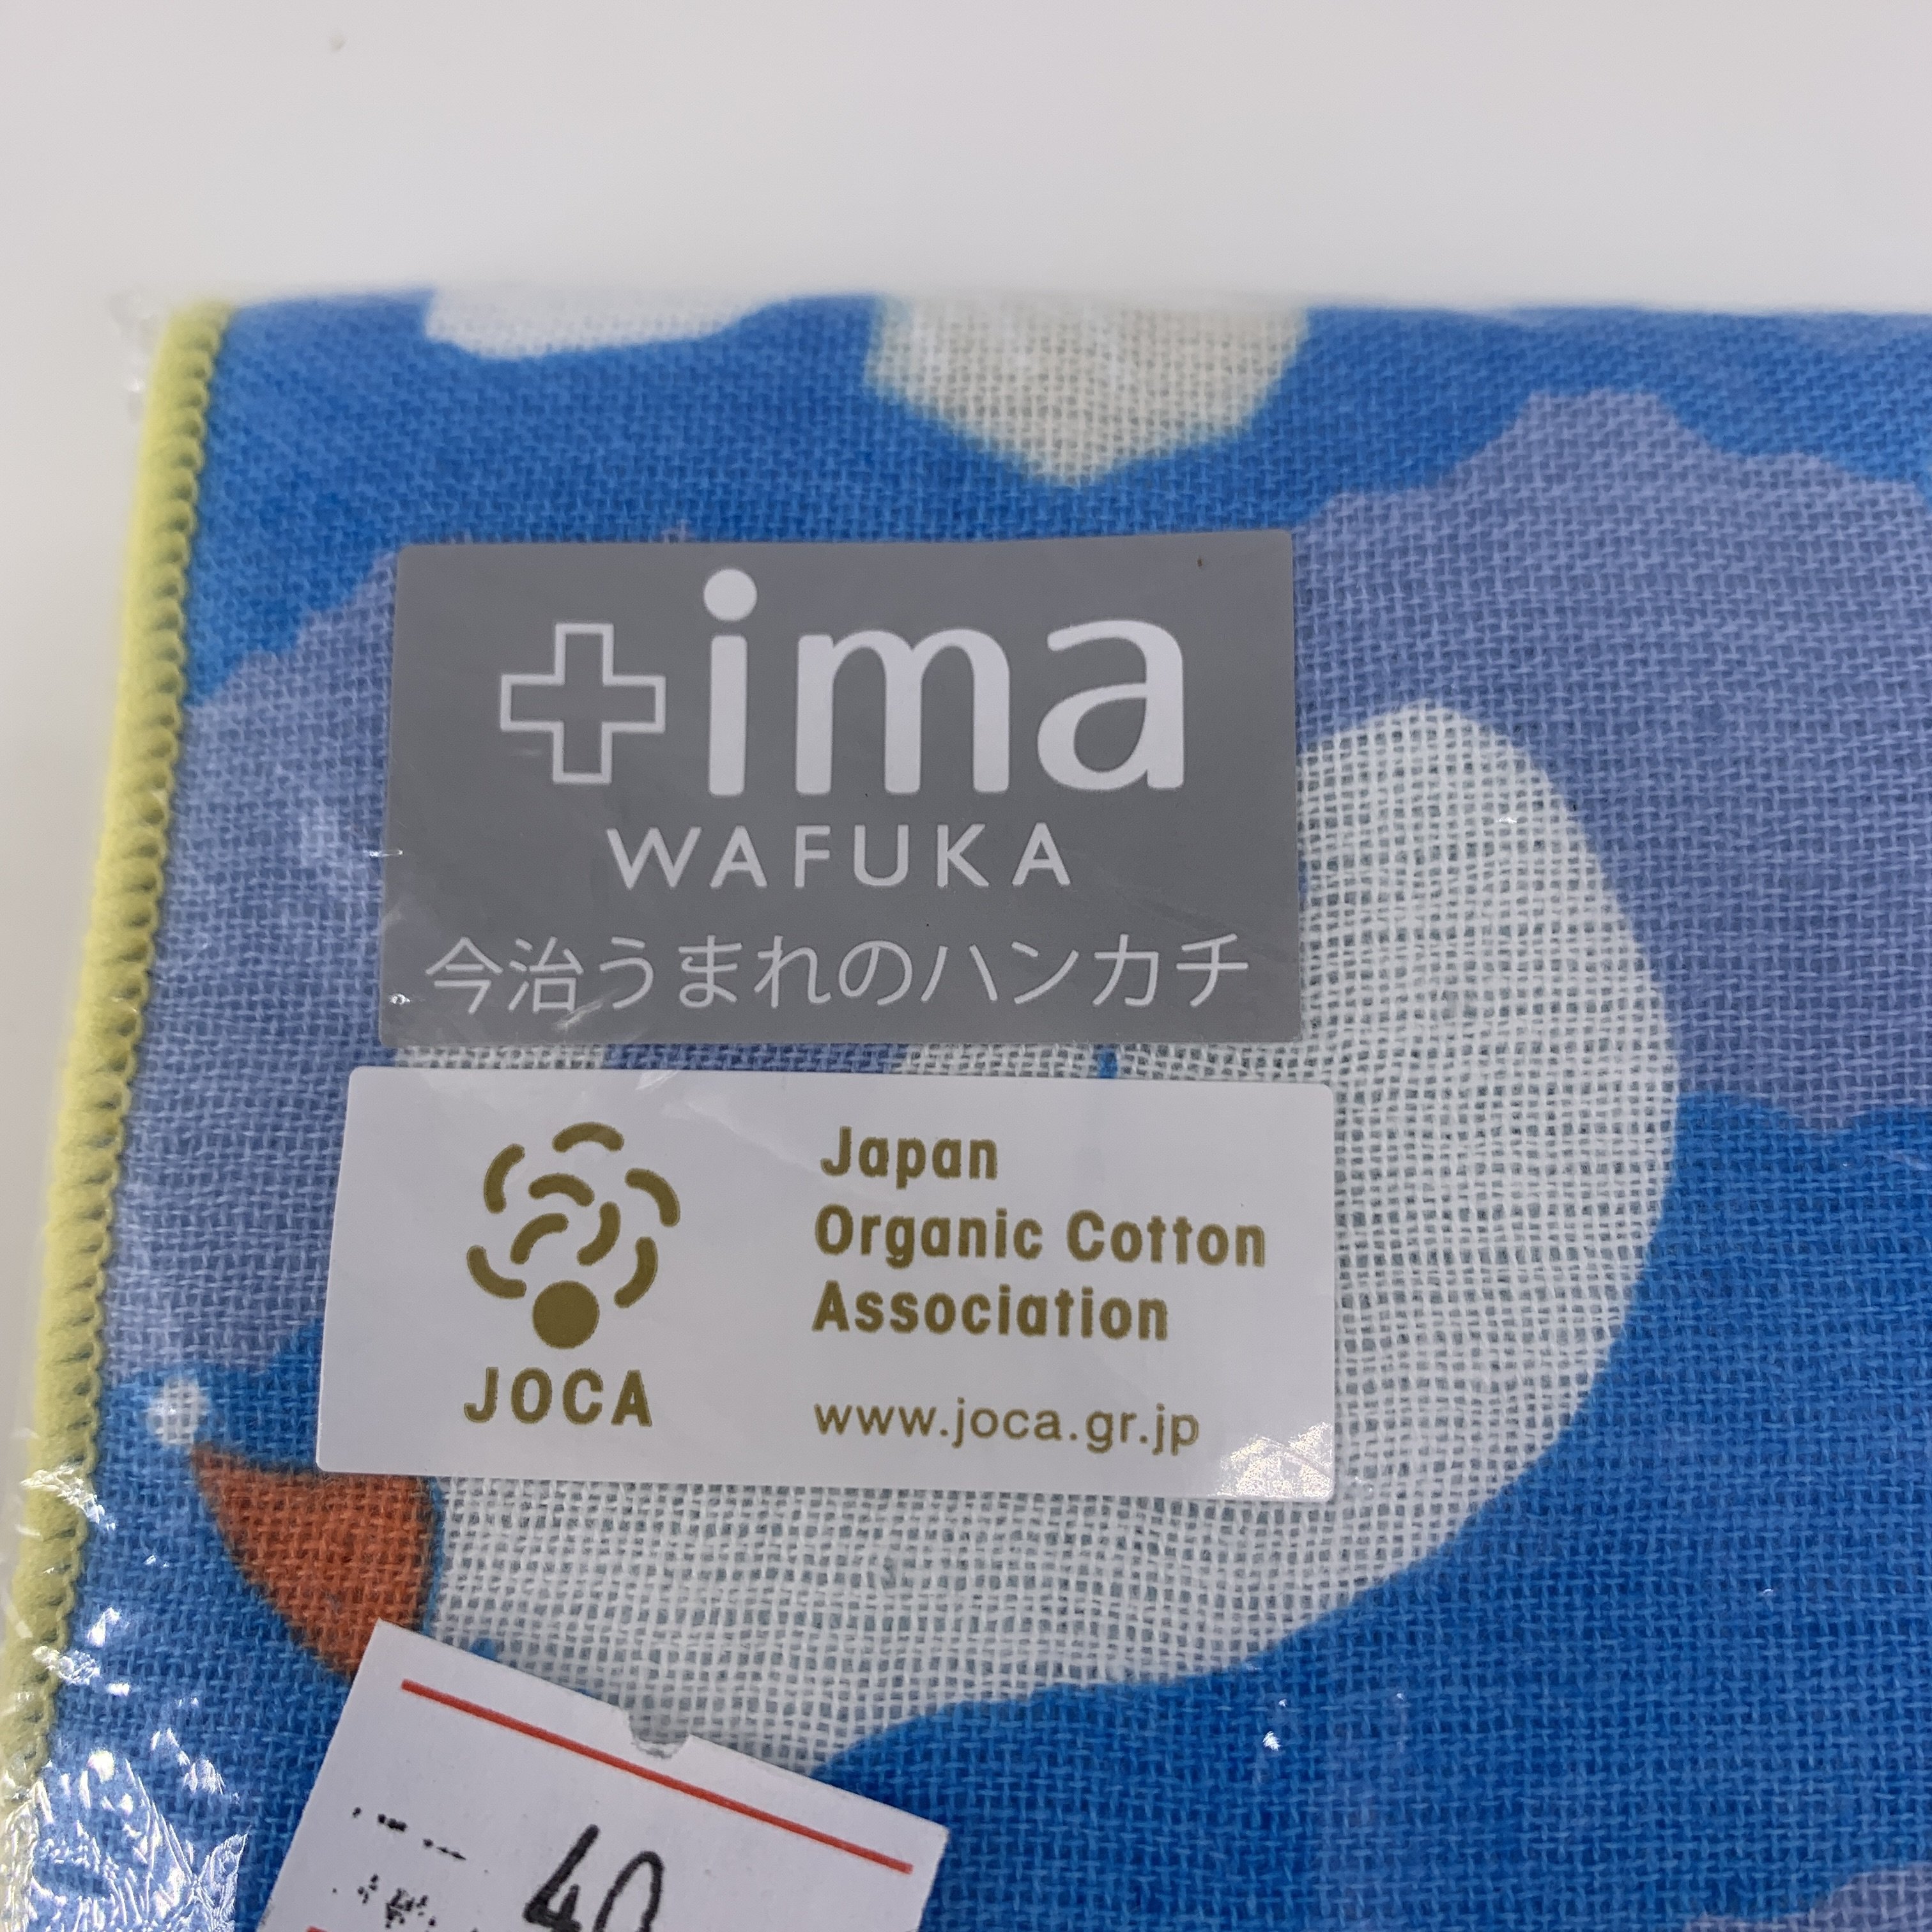 +ima
WAFUKA
今治うまれのハンカチ
Japan
Organic Cotton
Association
JOCA
www.joca.gr.jp
40